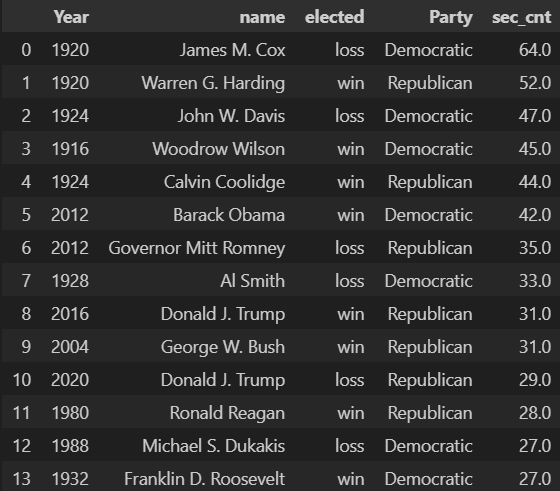 Year name elected Party sec_cnt
0 1920 James M. Cox loss Democratic 64.0
1 1920 Warren G. Harding win Republican 52.0
2 1924 John W. Davis loss Democratic 47.0
3 1916 Woodrow Wilson win Democratic 45.0
4 1924 Calvin Coolidge win Republican 44.0
5 2012 Barack Obama win Democratic 42.0
6 2012 Governor Mitt Romney loss Republican 35.0
7 1928 Al Smith loss Democratic 33.0
8 2016 Donald J. Trump win Republican 31.0
9 2004 George W. Bush win Republican 31.0
10 2020 Donald J. Trump loss Republican 29.0
11 1980 Ronald Reagan win Republican 28.0
12 1988 Michael S. Dukakis loss Democratic 27.0
13 1932 Franklin D. Roosevelt win Democratic 27.0